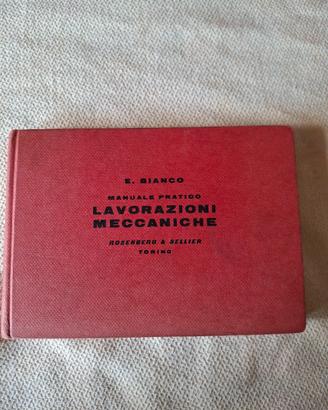 E. BIANCO
MANUALE PRATICO
LAVORAZIONI
MECCANICHE
ROSENBERG & SELLIER
TORINO